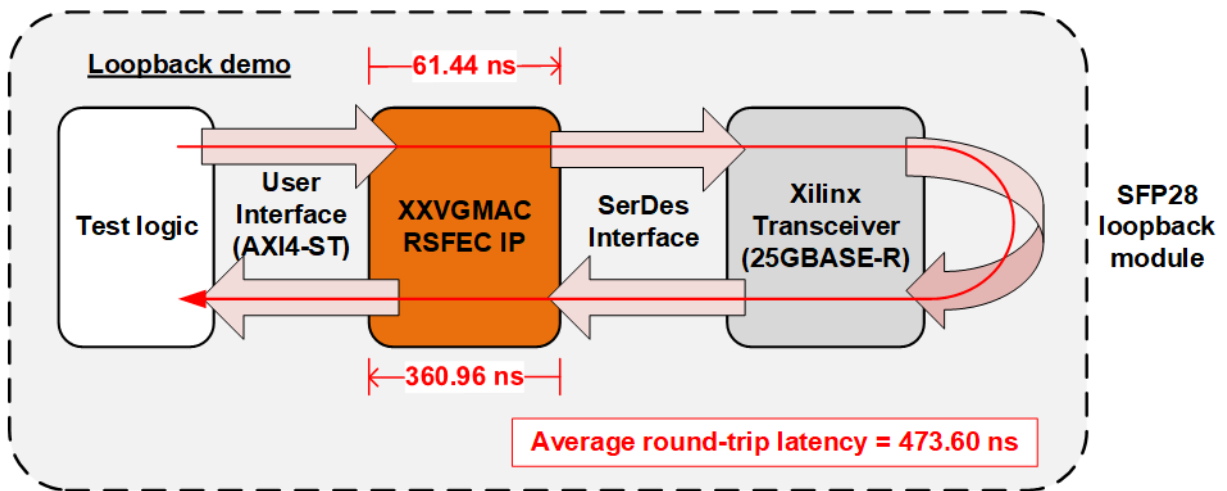 Loopback demo
61.44 ns
Test logic
User
Interface
(AXI4-ST)
XXVGMAC
RSFEC IP
SerDes
Interface
Xilinx
Transceiver
(25GBASE-R)
SFP28
loopback
module
360.96 ns
Average round-trip latency = 473.60 ns